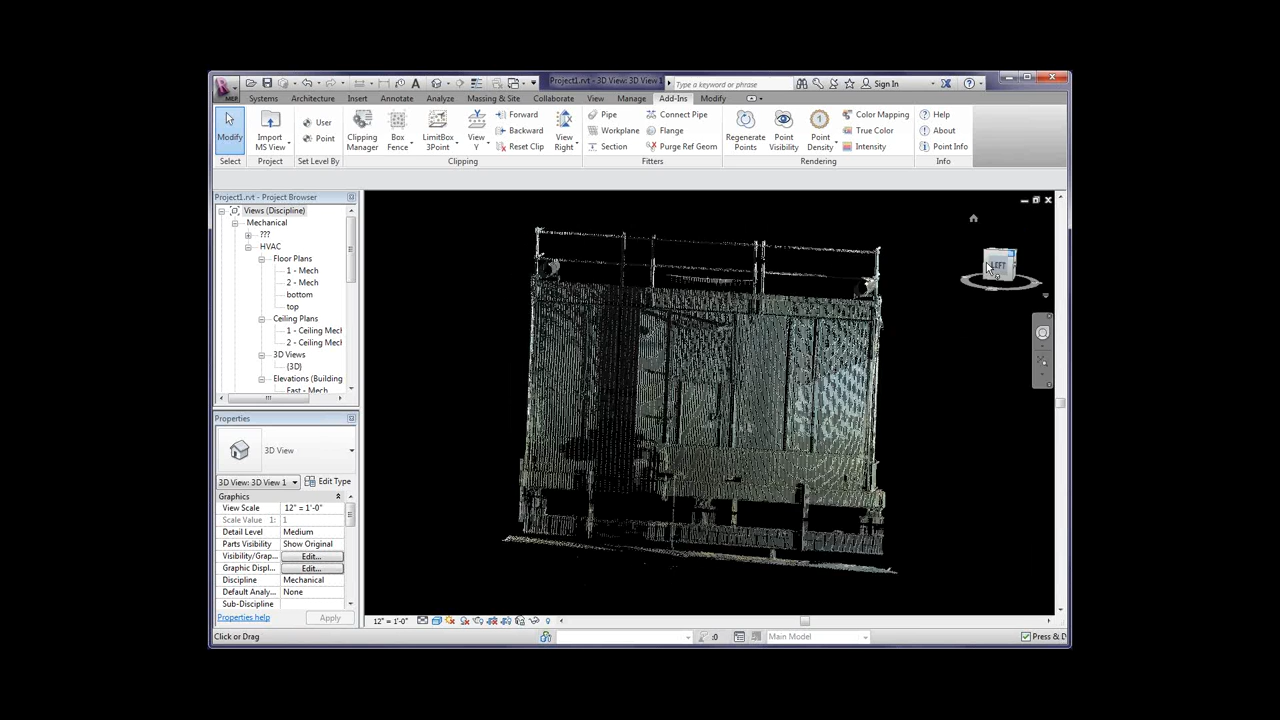 Project1.rvt - 3D View: 3D View 1
Type a keyword or phrase
Sign In
MEP
Systems Architecture Insert Annotate Analyze Massing & Site Collaborate View Manage Add-Ins Modify
Modify
Import
MS View
User
Point
Clipping
Manager
Box
Fence
LimitBox
3Point
View
Y
Forward
Backward
Reset Clip
View
Right
Pipe
Workplane
Section
Connect Pipe
Flange
Purge Ref Geom
Regenerate
Points
Point
Visibility
Point
Density
Color Mapping
True Color
Intensity
Help
About
Point Info
Select Project Set Level By Clipping Fitters Rendering Info
Project1.rvt - Project Browser
Views (Discipline)
Mechanical
???
HVAC
Floor Plans
1 - Mech
2 - Mech
bottom
top
Ceiling Plans
1 - Ceiling Mech
2 - Ceiling Mech
3D Views
{3D}
Elevations (Building
East - Mech
Properties
3D View
3D View: 3D View 1
Edit Type
Graphics
View Scale 12" = 1'-0"
Scale Value 1: 1
Detail Level Medium
Parts Visibility Show Original
Visibility/Grap... Edit...
Graphic Displ... Edit...
Discipline Mechanical
Default Analy... None
Sub-Discipline
Properties help
Apply
LEFT
12" = 1'-0"
Click or Drag
:0
Main Model
Press & D